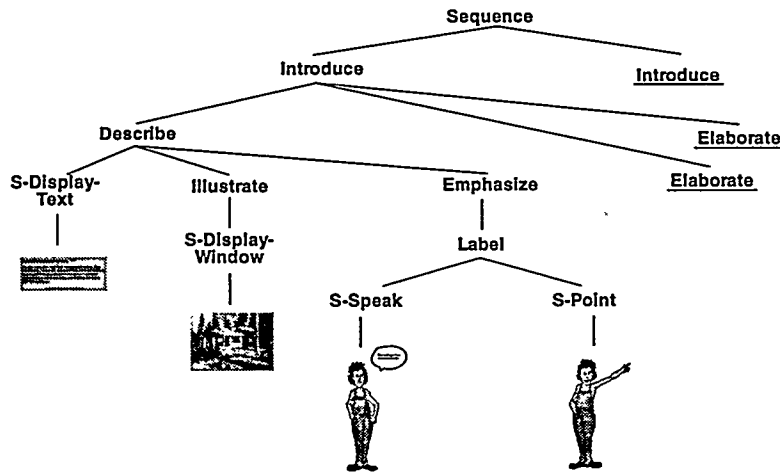 Sequence
Introduce
Introduce
Describe
Elaborate
S-Display-
Text
Illustrate
Emphasize
Elaborate
S-Display-
Window
Label
S-Speak
S-Point